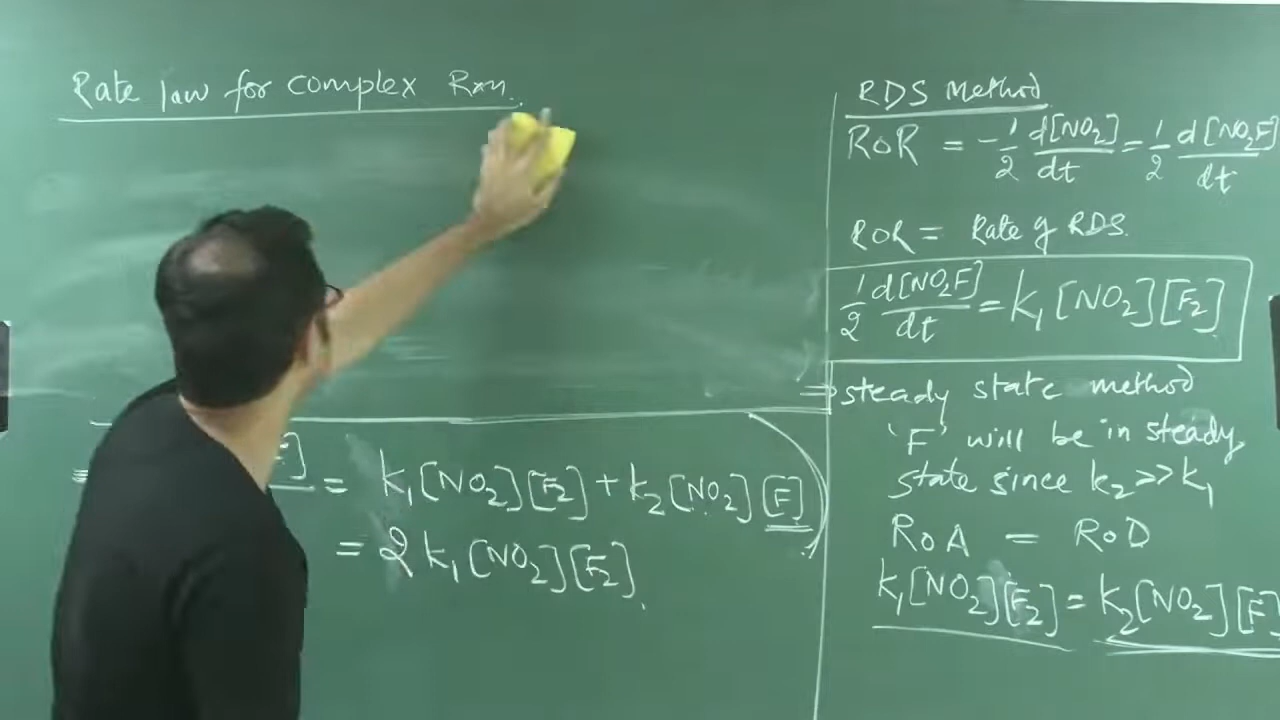 Rate law for complex Rxn.
F] = k₁[NO₂][F₂] + k₂[NO₂][F]
= 2k₁[NO₂][F₂].
RDS Method
RoR = -1/2 d[NO₂]/dt = 1/2 d[NO₂F]/dt
RoR = Rate of RDS.
1/2 d[NO₂F]/dt = k₁[NO₂][F₂]
⇒ steady state method
'F' will be in steady
state since k₂>>k₁
RoA = RoD
k₁[NO₂][F₂] = k₂[NO₂][F]